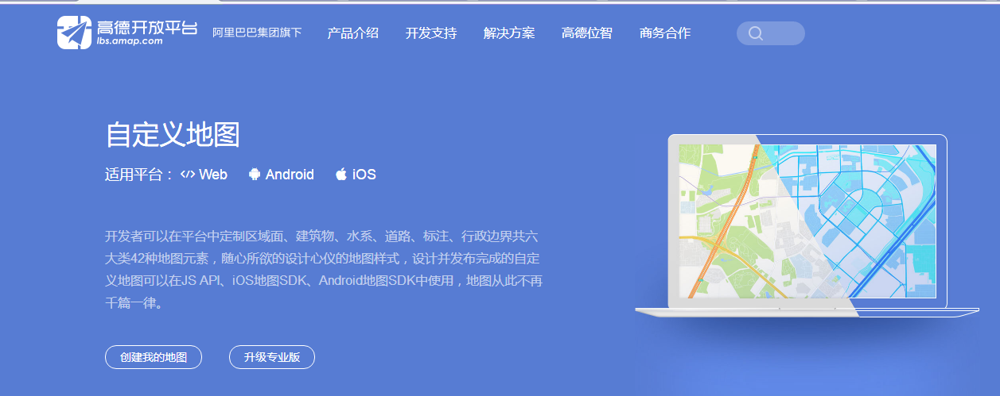 高德开放平台
lbs.amap.com
阿里巴巴集团旗下
产品介绍
开发支持
解决方案
高德位智
商务合作
自定义地图
适用平台： </> Web Android iOS
开发者可以在平台中定制区域面、建筑物、水系、道路、标注、行政边界共六
大类42种地图元素，随心所欲的设计心仪的地图样式，设计并发布完成的自定
义地图可以在JS API、iOS地图SDK、Android地图SDK中使用，地图从此不再
千篇一律。
创建我的地图
升级专业版